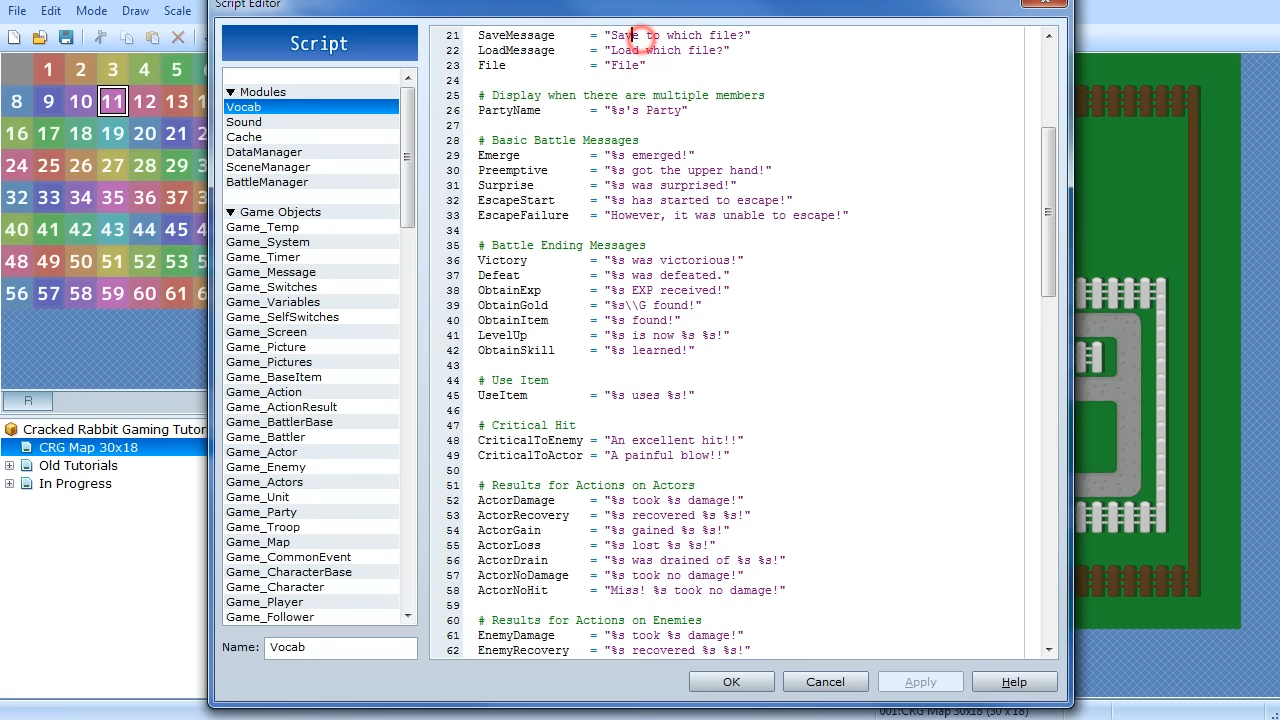 Script Editor
File Edit Mode Draw Scale
Script
1 2 3 4 5
8 9 10 11 12 13
16 17 18 19 20 21
24 25 26 27 28 29
32 33 34 35 36 37
40 41 42 43 44 45
48 49 50 51 52 53
56 57 58 59 60 61
R
Cracked Rabbit Gaming Tutor
CRG Map 30x18
Old Tutorials
In Progress
Modules
Vocab
Sound
Cache
DataManager
SceneManager
BattleManager
Game Objects
Game_Temp
Game_System
Game_Timer
Game_Message
Game_Switches
Game_Variables
Game_SelfSwitches
Game_Screen
Game_Picture
Game_Pictures
Game_BaseItem
Game_Action
Game_ActionResult
Game_BattlerBase
Game_Battler
Game_Actor
Game_Enemy
Game_Actors
Game_Unit
Game_Party
Game_Troop
Game_Map
Game_CommonEvent
Game_CharacterBase
Game_Character
Game_Player
Game_Follower
Name: Vocab
21 SaveMessage = "Save to which file?"
22 LoadMessage = "Load which file?"
23 File = "File"
24
25 # Display when there are multiple members
26 PartyName = "%s's Party"
27
28 # Basic Battle Messages
29 Emerge = "%s emerged!"
30 Preemptive = "%s got the upper hand!"
31 Surprise = "%s was surprised!"
32 EscapeStart = "%s has started to escape!"
33 EscapeFailure = "However, it was unable to escape!"
34
35 # Battle Ending Messages
36 Victory = "%s was victorious!"
37 Defeat = "%s was defeated."
38 ObtainExp = "%s EXP received!"
39 ObtainGold = "%s\\G found!"
40 ObtainItem = "%s found!"
41 LevelUp = "%s is now %s %s!"
42 ObtainSkill = "%s learned!"
43
44 # Use Item
45 UseItem = "%s uses %s!"
46
47 # Critical Hit
48 CriticalToEnemy = "An excellent hit!!"
49 CriticalToActor = "A painful blow!!"
50
51 # Results for Actions on Actors
52 ActorDamage = "%s took %s damage!"
53 ActorRecovery = "%s recovered %s %s!"
54 ActorGain = "%s gained %s %s!"
55 ActorLoss = "%s lost %s %s!"
56 ActorDrain = "%s was drained of %s %s!"
57 ActorNoDamage = "%s took no damage!"
58 ActorNoHit = "Miss! %s took no damage!"
59
60 # Results for Actions on Enemies
61 EnemyDamage = "%s took %s damage!"
62 EnemyRecovery = "%s recovered %s %s!"
OK Cancel Apply Help
001:CRG Map 30x18 (30 x 18)